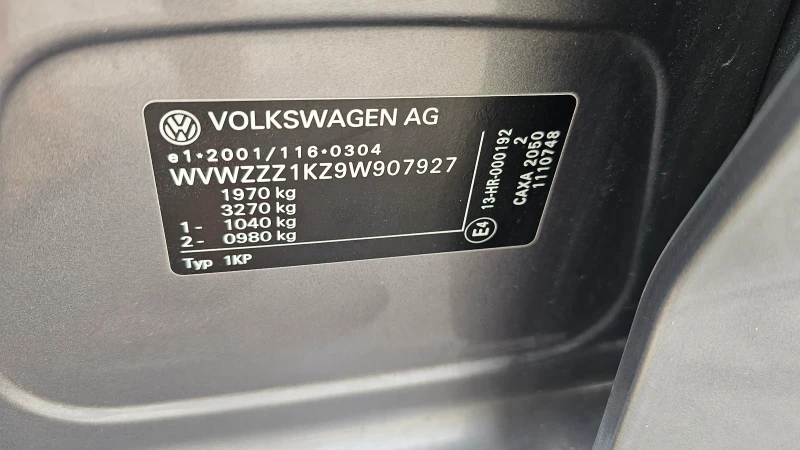 VOLKSWAGEN AG
e1*2001/116*0304
WVWZZZ1KZ9W907927
1970 kg
3270 kg
1- 1040 kg
2- 0980 kg
Typ 1KP
E4 13-HR-000192
2
CAXA 2050
1110748